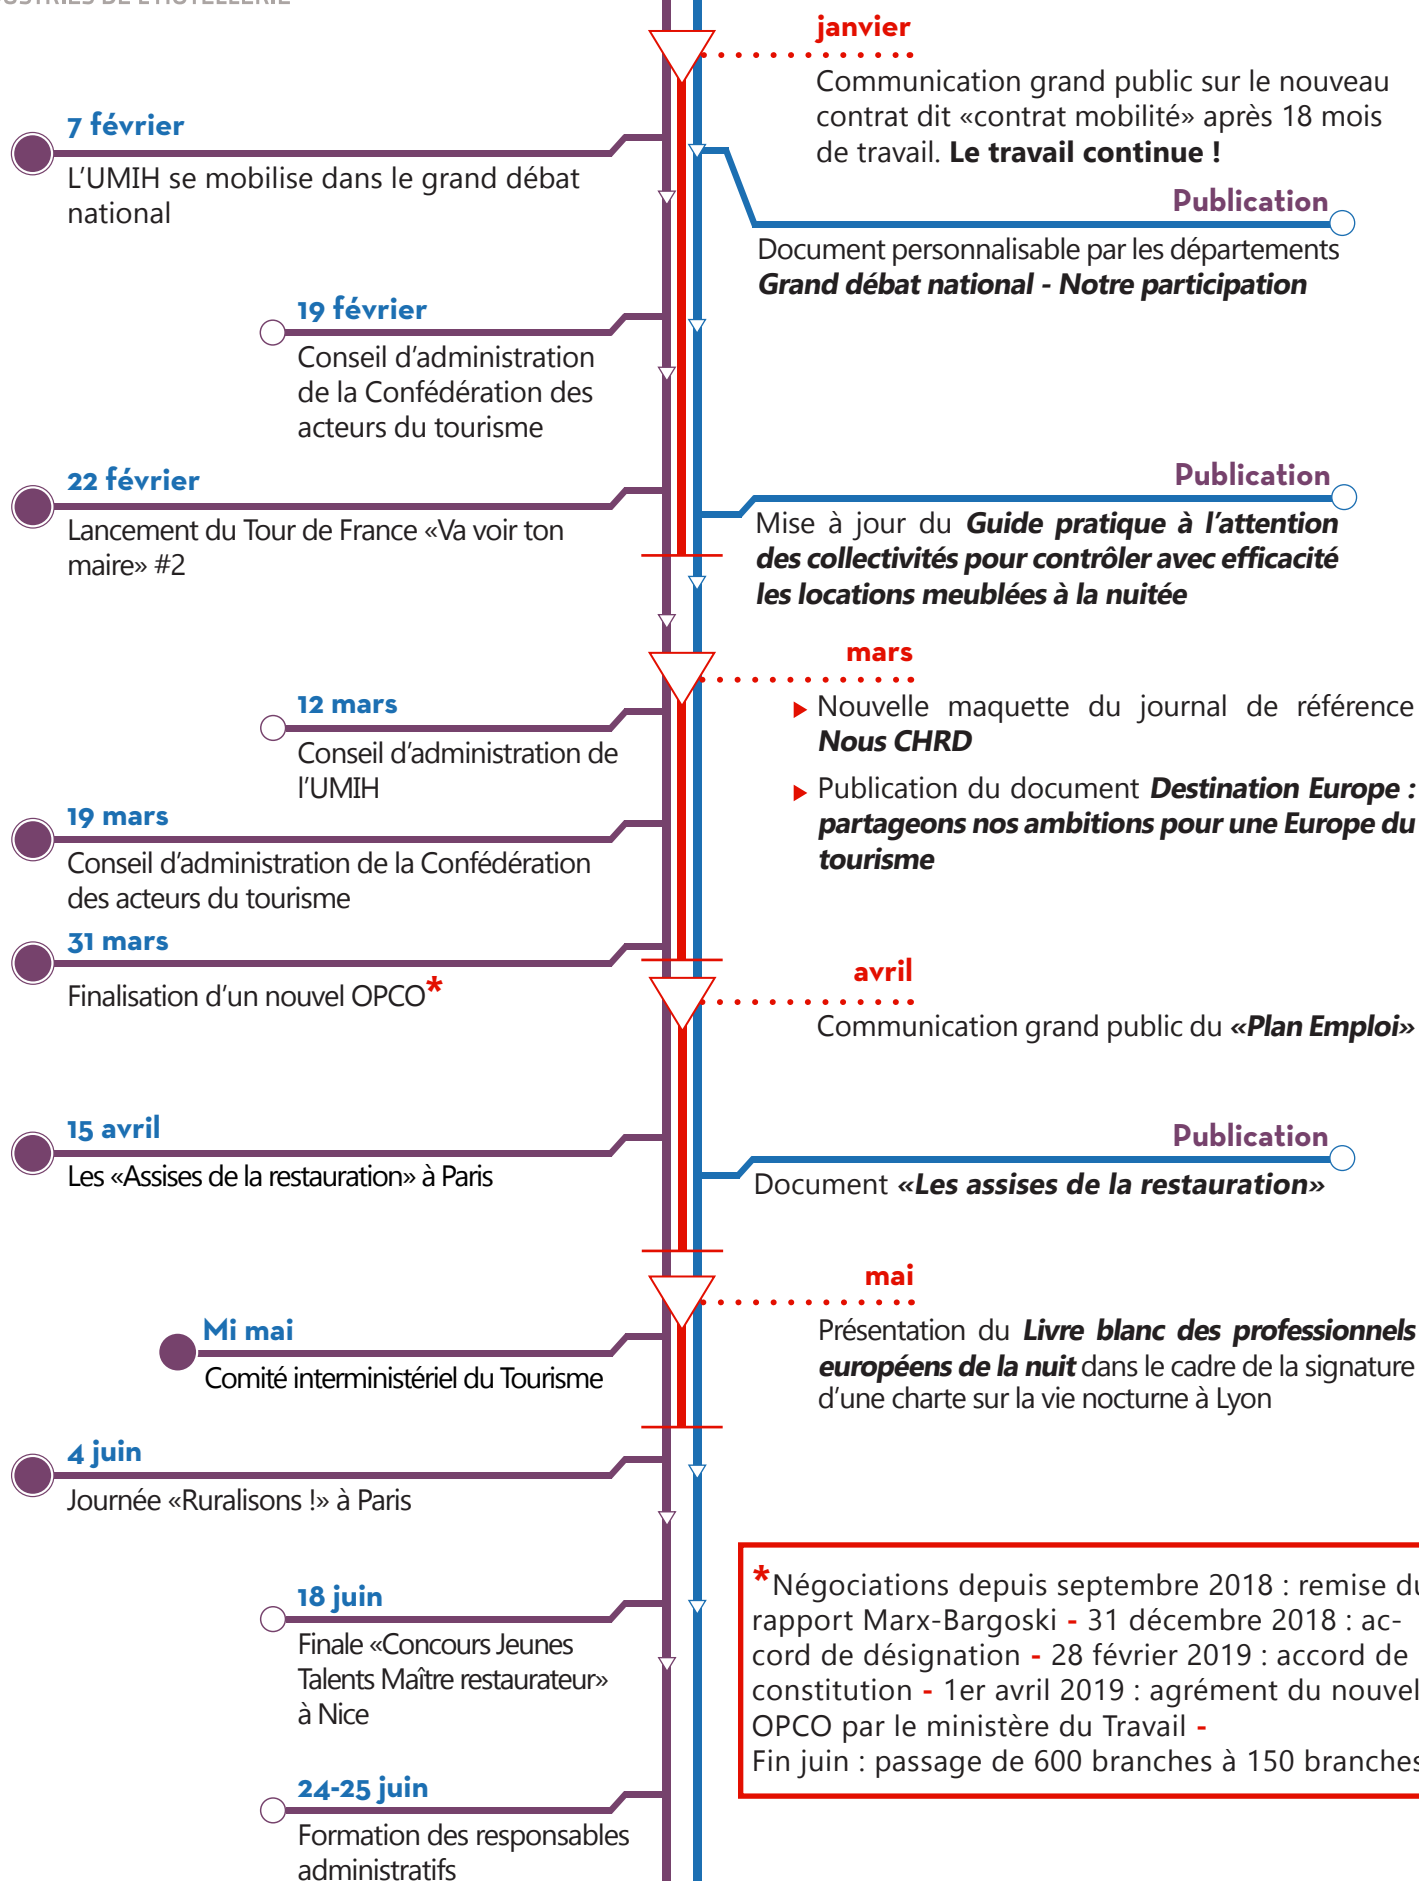 janvier
Communication grand public sur le nouveau
contrat dit «contrat mobilité» après 18 mois
de travail. Le travail continue !
7 février
L'UMIH se mobilise dans le grand débat
national
Publication
Document personnalisable par les départements
Grand débat national - Notre participation
19 février
Conseil d'administration
de la Confédération des
acteurs du tourisme
22 février
Lancement du Tour de France «Va voir ton
maire» #2
Publication
Mise à jour du Guide pratique à l'attention
des collectivités pour contrôler avec efficacité
les locations meublées à la nuitée
mars
Nouvelle maquette du journal de référence
Nous CHRD
Publication du document Destination Europe :
partageons nos ambitions pour une Europe du
tourisme
12 mars
Conseil d'administration de
l'UMIH
19 mars
Conseil d'administration de la Confédération
des acteurs du tourisme
31 mars
Finalisation d'un nouvel OPCO*
avril
Communication grand public du «Plan Emploi»
15 avril
Les «Assises de la restauration» à Paris
Publication
Document «Les assises de la restauration»
mai
Présentation du Livre blanc des professionnels
européens de la nuit dans le cadre de la signature
d'une charte sur la vie nocturne à Lyon
Mi mai
Comité interministériel du Tourisme
4 juin
Journée «Ruralisons !» à Paris
18 juin
Finale «Concours Jeunes
Talents Maître restaurateur»
à Nice
*Négociations depuis septembre 2018 : remise du
rapport Marx-Bargoski - 31 décembre 2018 : ac-
cord de désignation - 28 février 2019 : accord de
constitution - 1er avril 2019 : agrément du nouvel
OPCO par le ministère du Travail -
Fin juin : passage de 600 branches à 150 branches
24-25 juin
Formation des responsables
administratifs